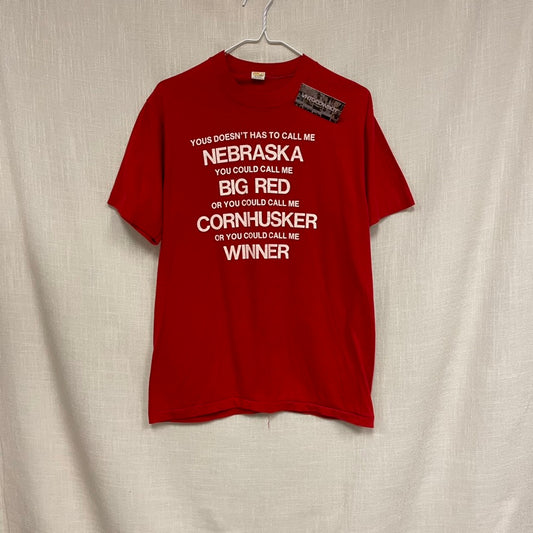 YOUS DOESN'T HAS TO CALL ME
NEBRASKA
YOU COULD CALL ME
BIG RED
OR YOU COULD CALL ME
CORNHUSKER
OR YOU COULD CALL ME
WINNER